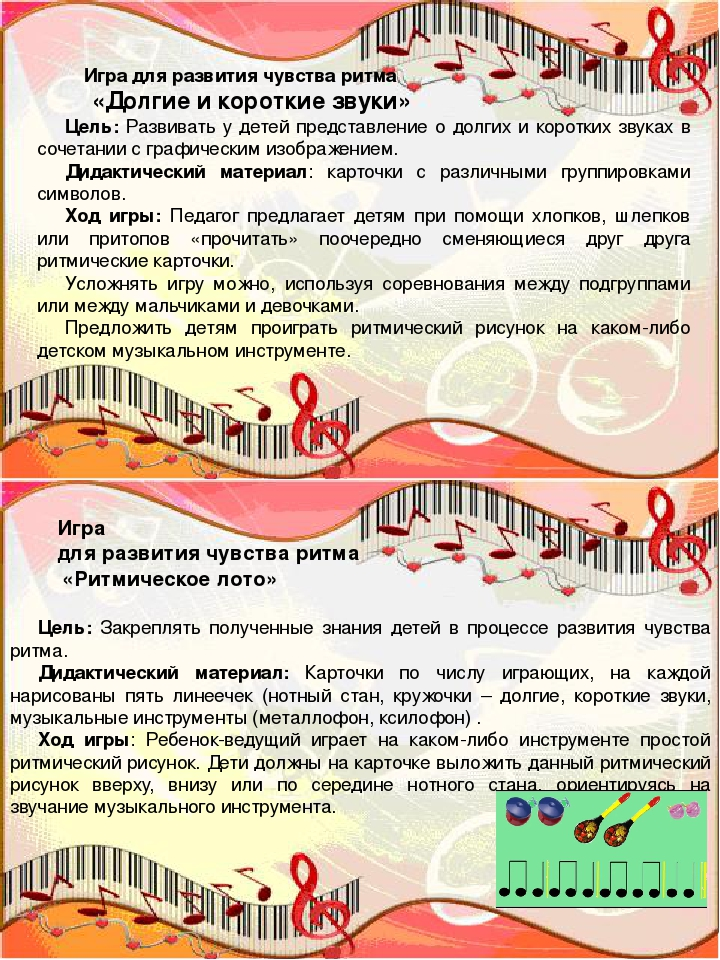 Игра для развития чувства ритма
«Долгие и короткие звуки»
Цель: Развивать у детей представление о долгих и коротких звуках в
сочетании с графическим изображением.
Дидактический материал: карточки с различными группировками
символов.
Ход игры: Педагог предлагает детям при помощи хлопков, шлепков
или притопов «прочитать» поочередно сменяющиеся друг друга
ритмические карточки.
Усложнять игру можно, используя соревнования между подгруппами
или между мальчиками и девочками.
Предложить детям проиграть ритмический рисунок на каком-либо
детском музыкальном инструменте.
Игра
для развития чувства ритма
«Ритмическое лото»
Цель: Закреплять полученные знания детей в процессе развития чувства
ритма.
Дидактический материал: Карточки по числу играющих, на каждой
нарисованы пять линеечек (нотный стан, кружочки – долгие, короткие звуки,
музыкальные инструменты (металлофон, ксилофон) .
Ход игры: Ребенок-ведущий играет на каком-либо инструменте простой
ритмический рисунок. Дети должны на карточке выложить данный ритмический
рисунок вверху, внизу или по середине нотного стана, ориентируясь на
звучание музыкального инструмента.